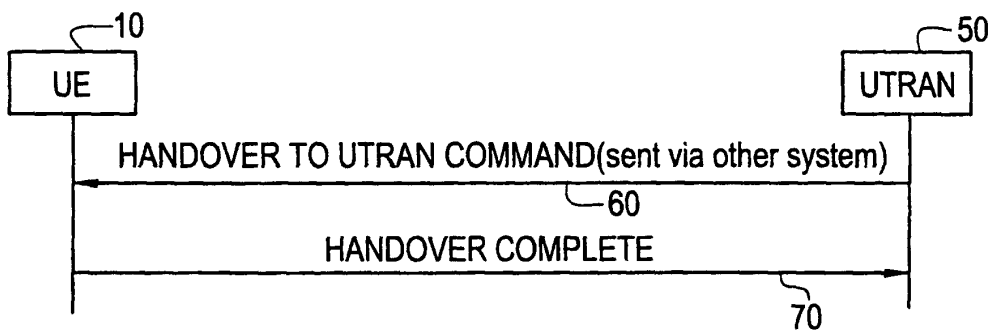 10
50
UE
UTRAN
HANDOVER TO UTRAN COMMAND(sent via other system)
60
HANDOVER COMPLETE
70